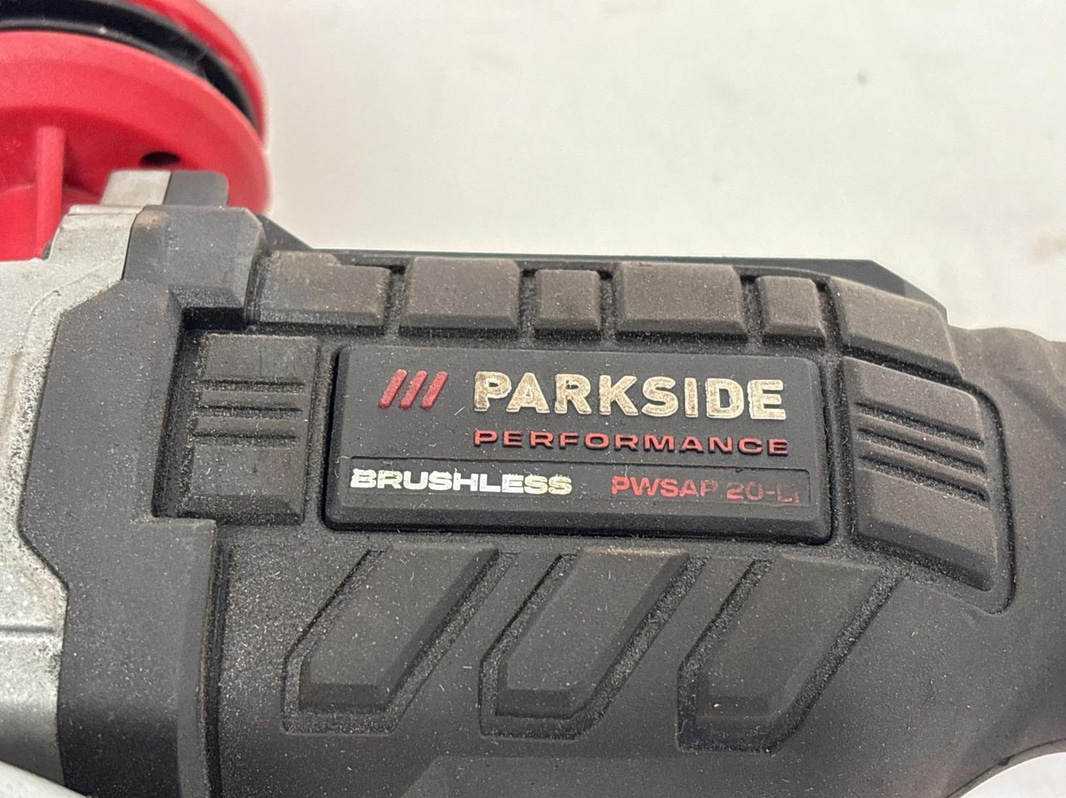 PARKSIDE
PERFORMANCE
BRUSHLESS PWSAP 20-Li